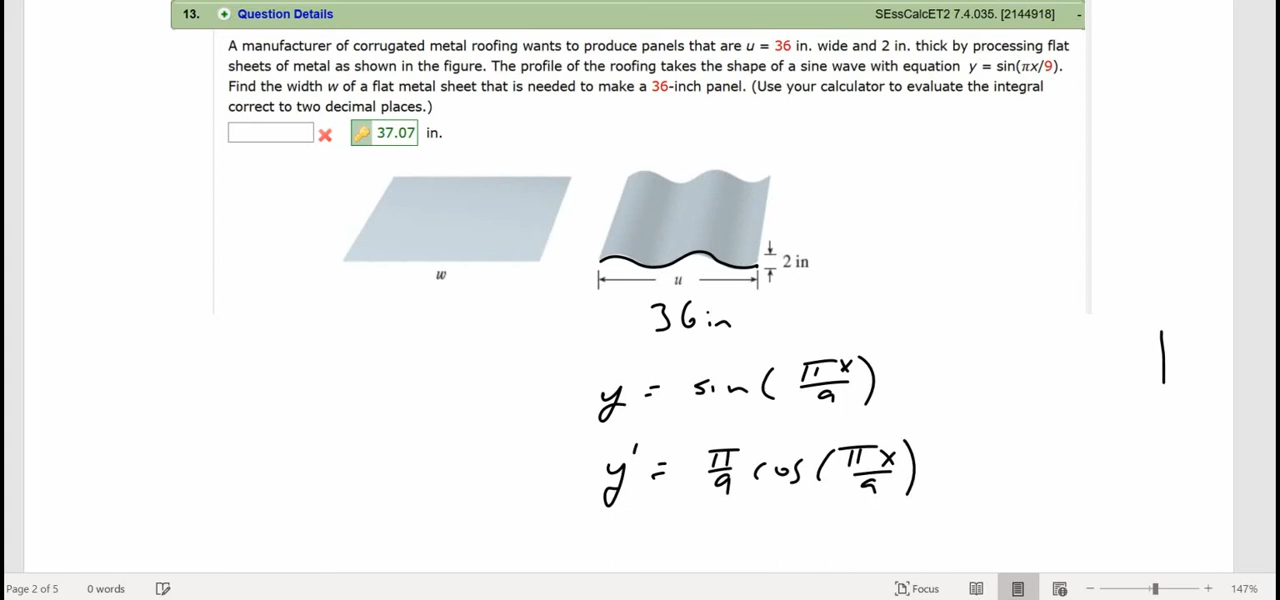 13. Question Details SEssCalcET2 7.4.035. [2144918] -
A manufacturer of corrugated metal roofing wants to produce panels that are u = 36 in. wide and 2 in. thick by processing flat
sheets of metal as shown in the figure. The profile of the roofing takes the shape of a sine wave with equation y = sin(πx/9).
Find the width w of a flat metal sheet that is needed to make a 36-inch panel. (Use your calculator to evaluate the integral
correct to two decimal places.)
37.07 in.
2 in
w
u
36 in
y = sin(πx/9)
y' = π/9 cos(πx/9)
Page 2 of 5 0 words Focus 147%